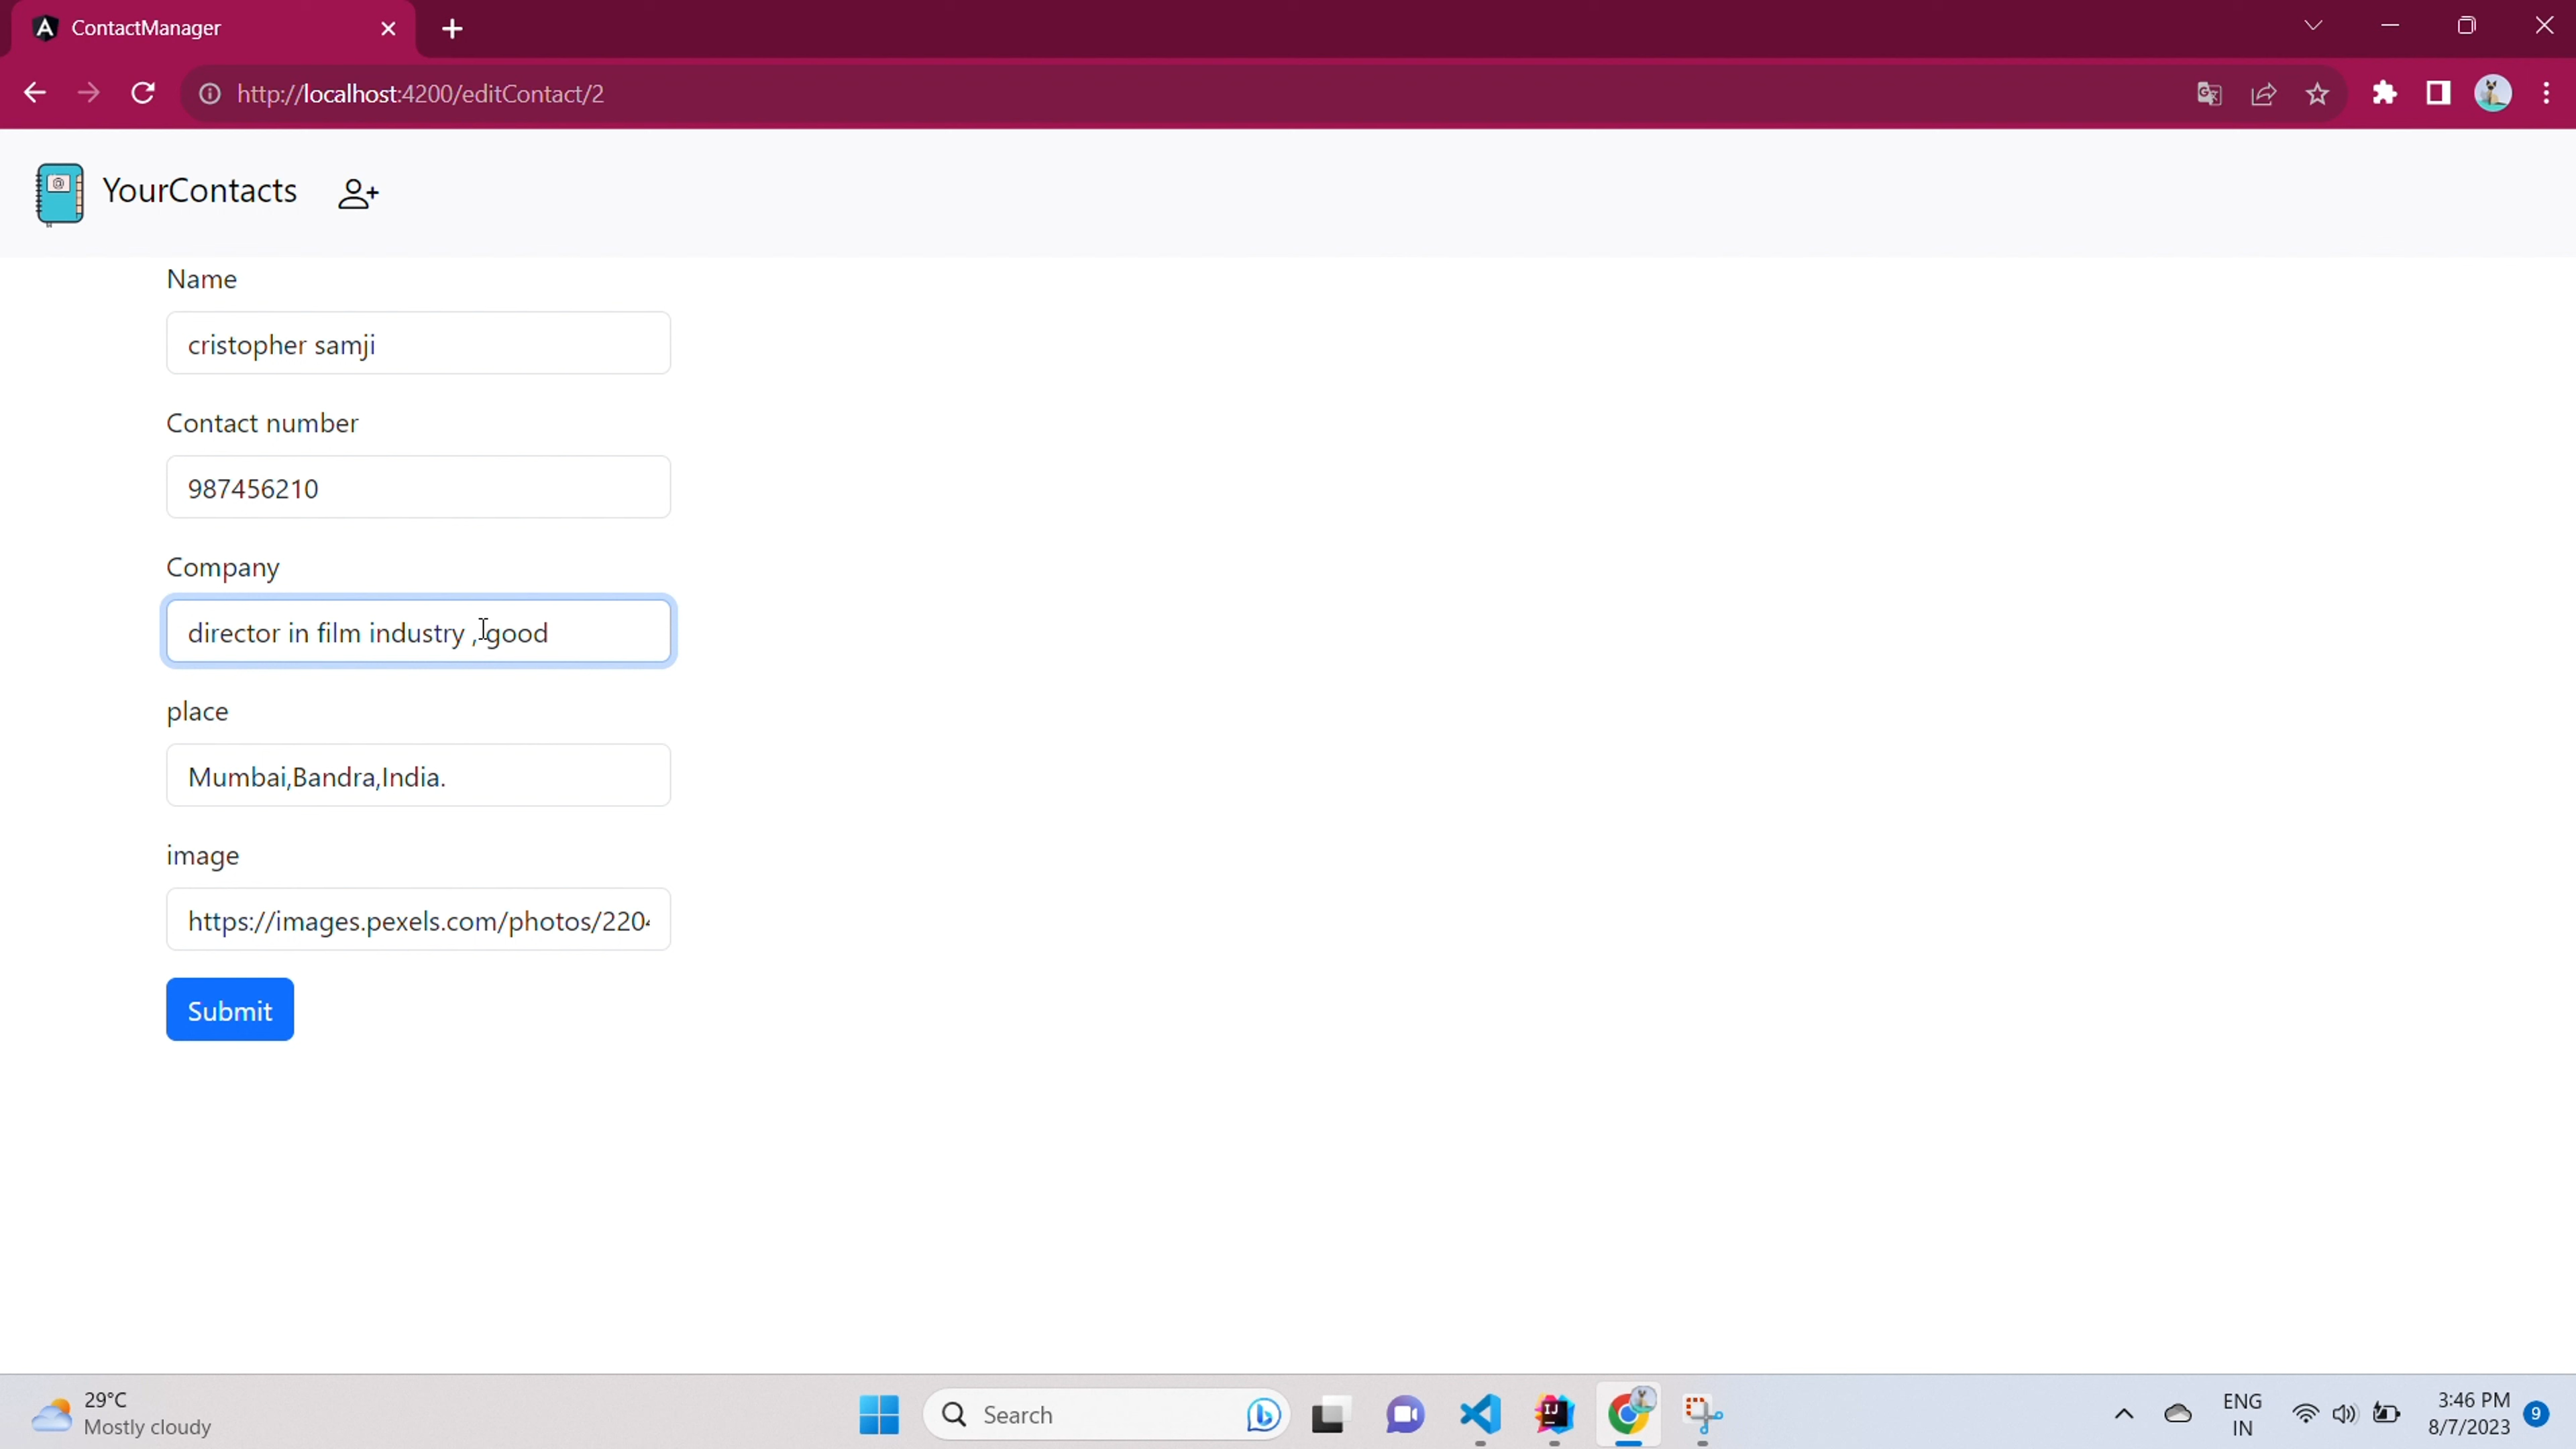 ContactManager
http://localhost:4200/editContact/2
YourContacts
Name
cristopher samji
Contact number
987456210
Company
director in film industry , good
place
Mumbai,Bandra,India.
image
https://images.pexels.com/photos/2204
Submit
29°C
Mostly cloudy
Search
ENG
IN
3:46 PM
8/7/2023
9